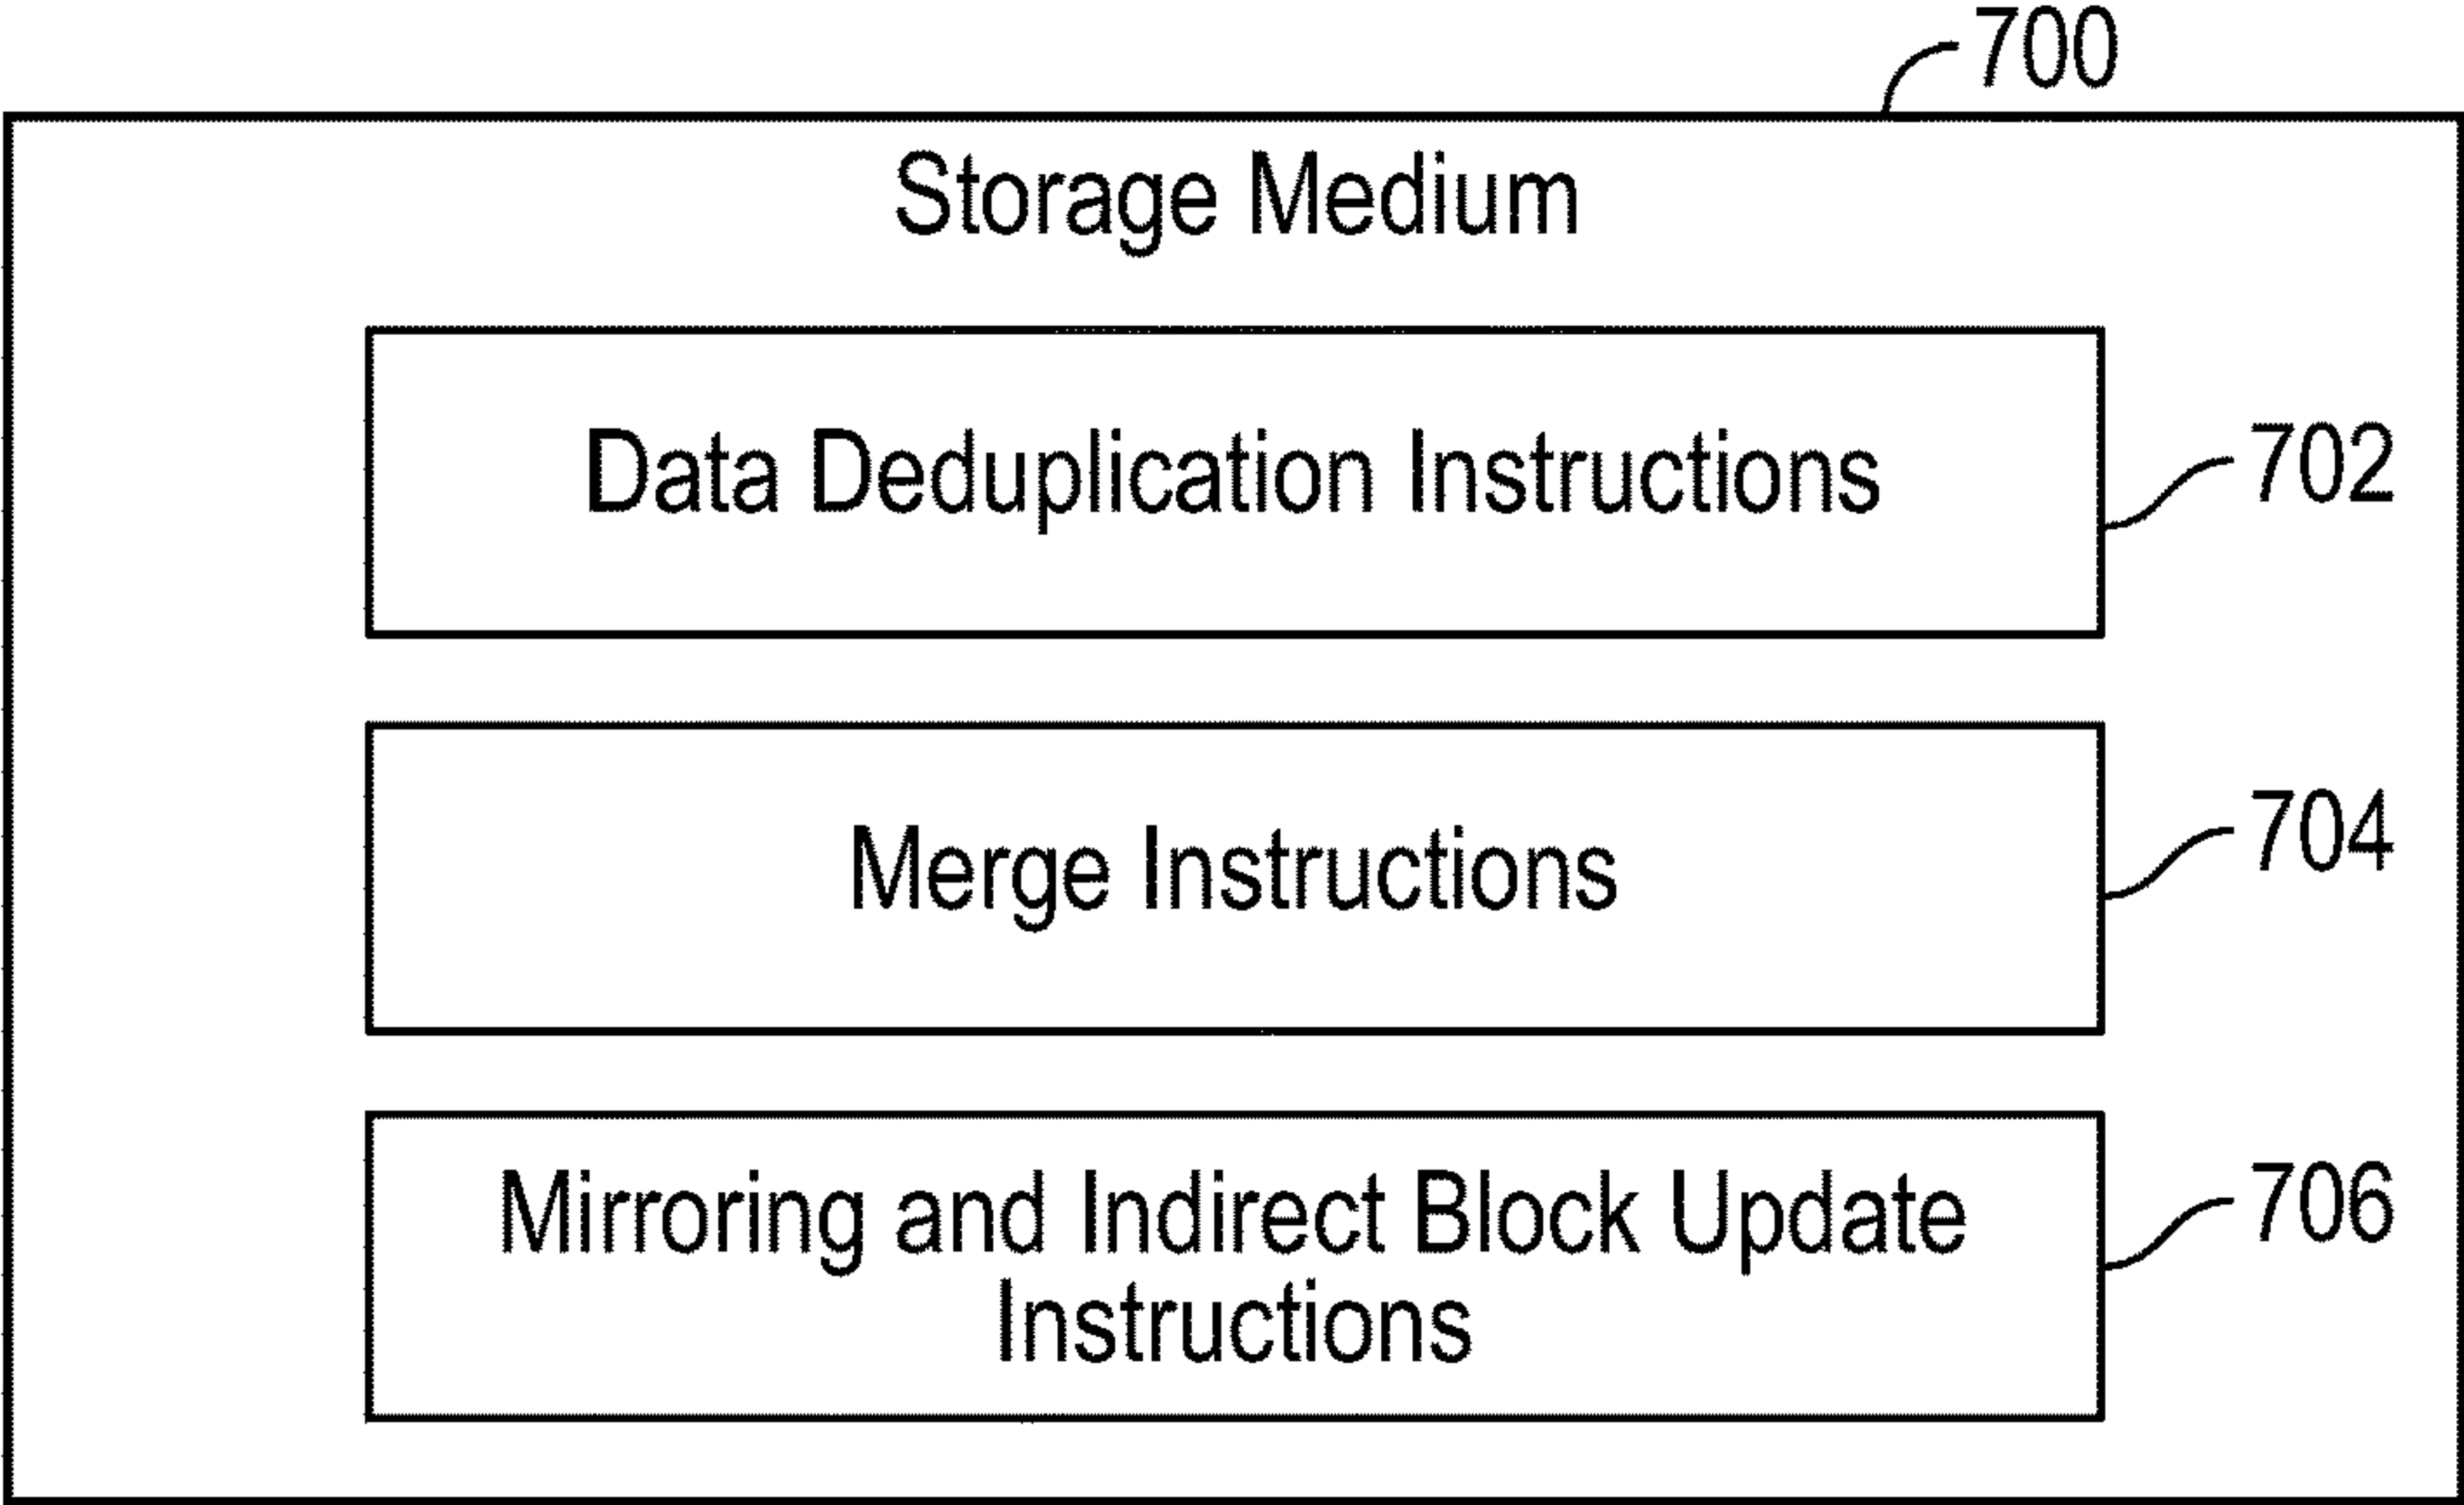 700
Storage Medium
Data Deduplication Instructions
702
Merge Instructions
704
Mirroring and Indirect Block Update
Instructions
706